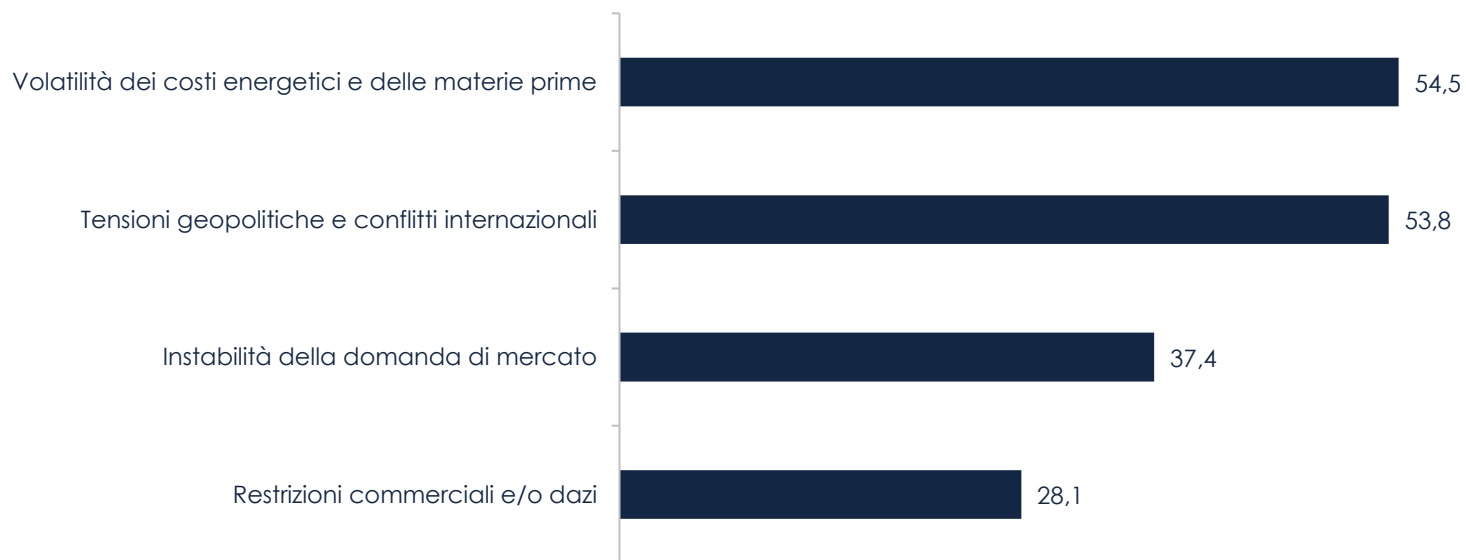 Volatilità dei costi energetici e delle materie prime 54,5
Tensioni geopolitiche e conflitti internazionali 53,8
Instabilità della domanda di mercato 37,4
Restrizioni commerciali e/o dazi 28,1